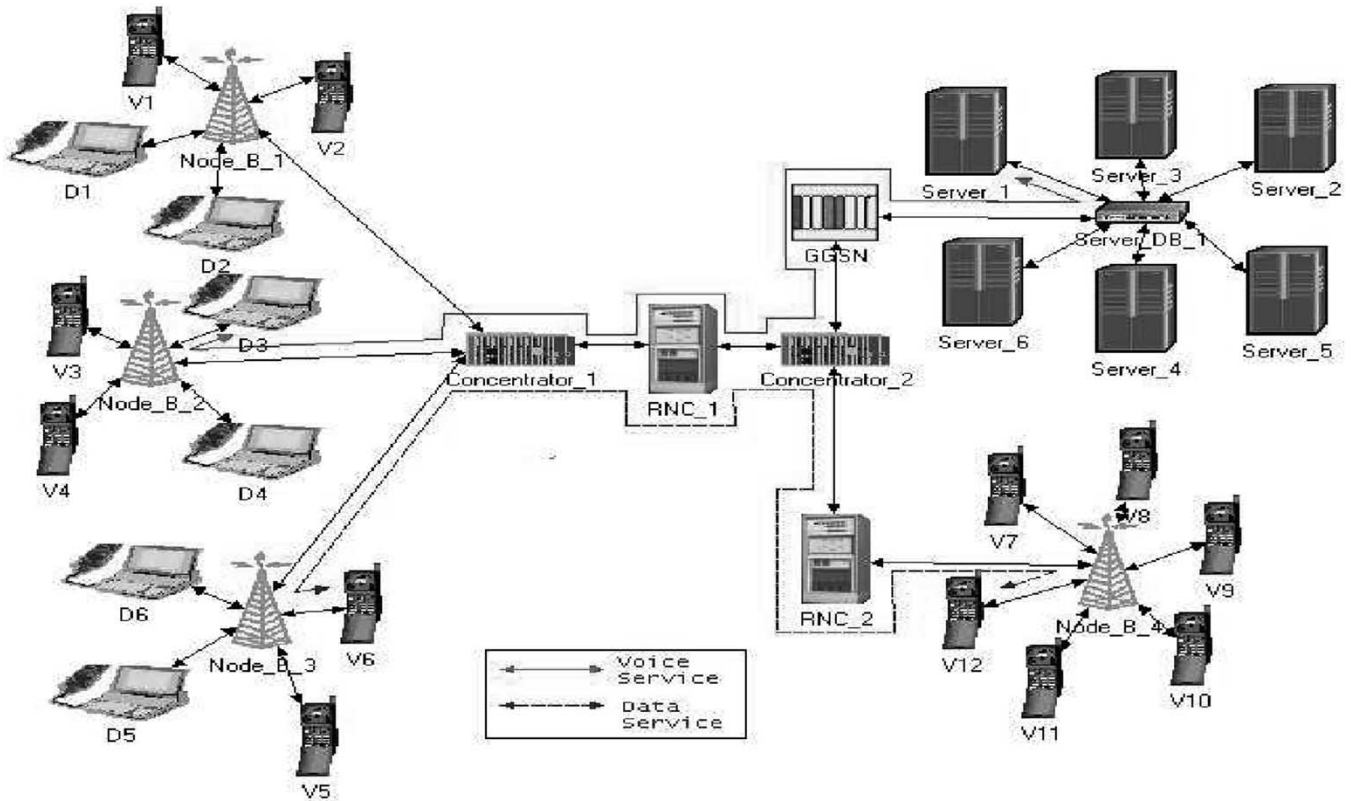 V1
V2
Node_B_1
D1
D2
V3
D3
Node_B_2
V4
D4
D6
Node_B_3
V6
D5
V5
Concentrator_1
RNC_1
Concentrator_2
GGSN
RNC_2
Server_1
Server_3
Server_2
Server_DB_1
Server_6
Server_4
Server_5
V7
V8
V9
Node_B_4
V12
V10
V11
Voice
Service
Data
Service